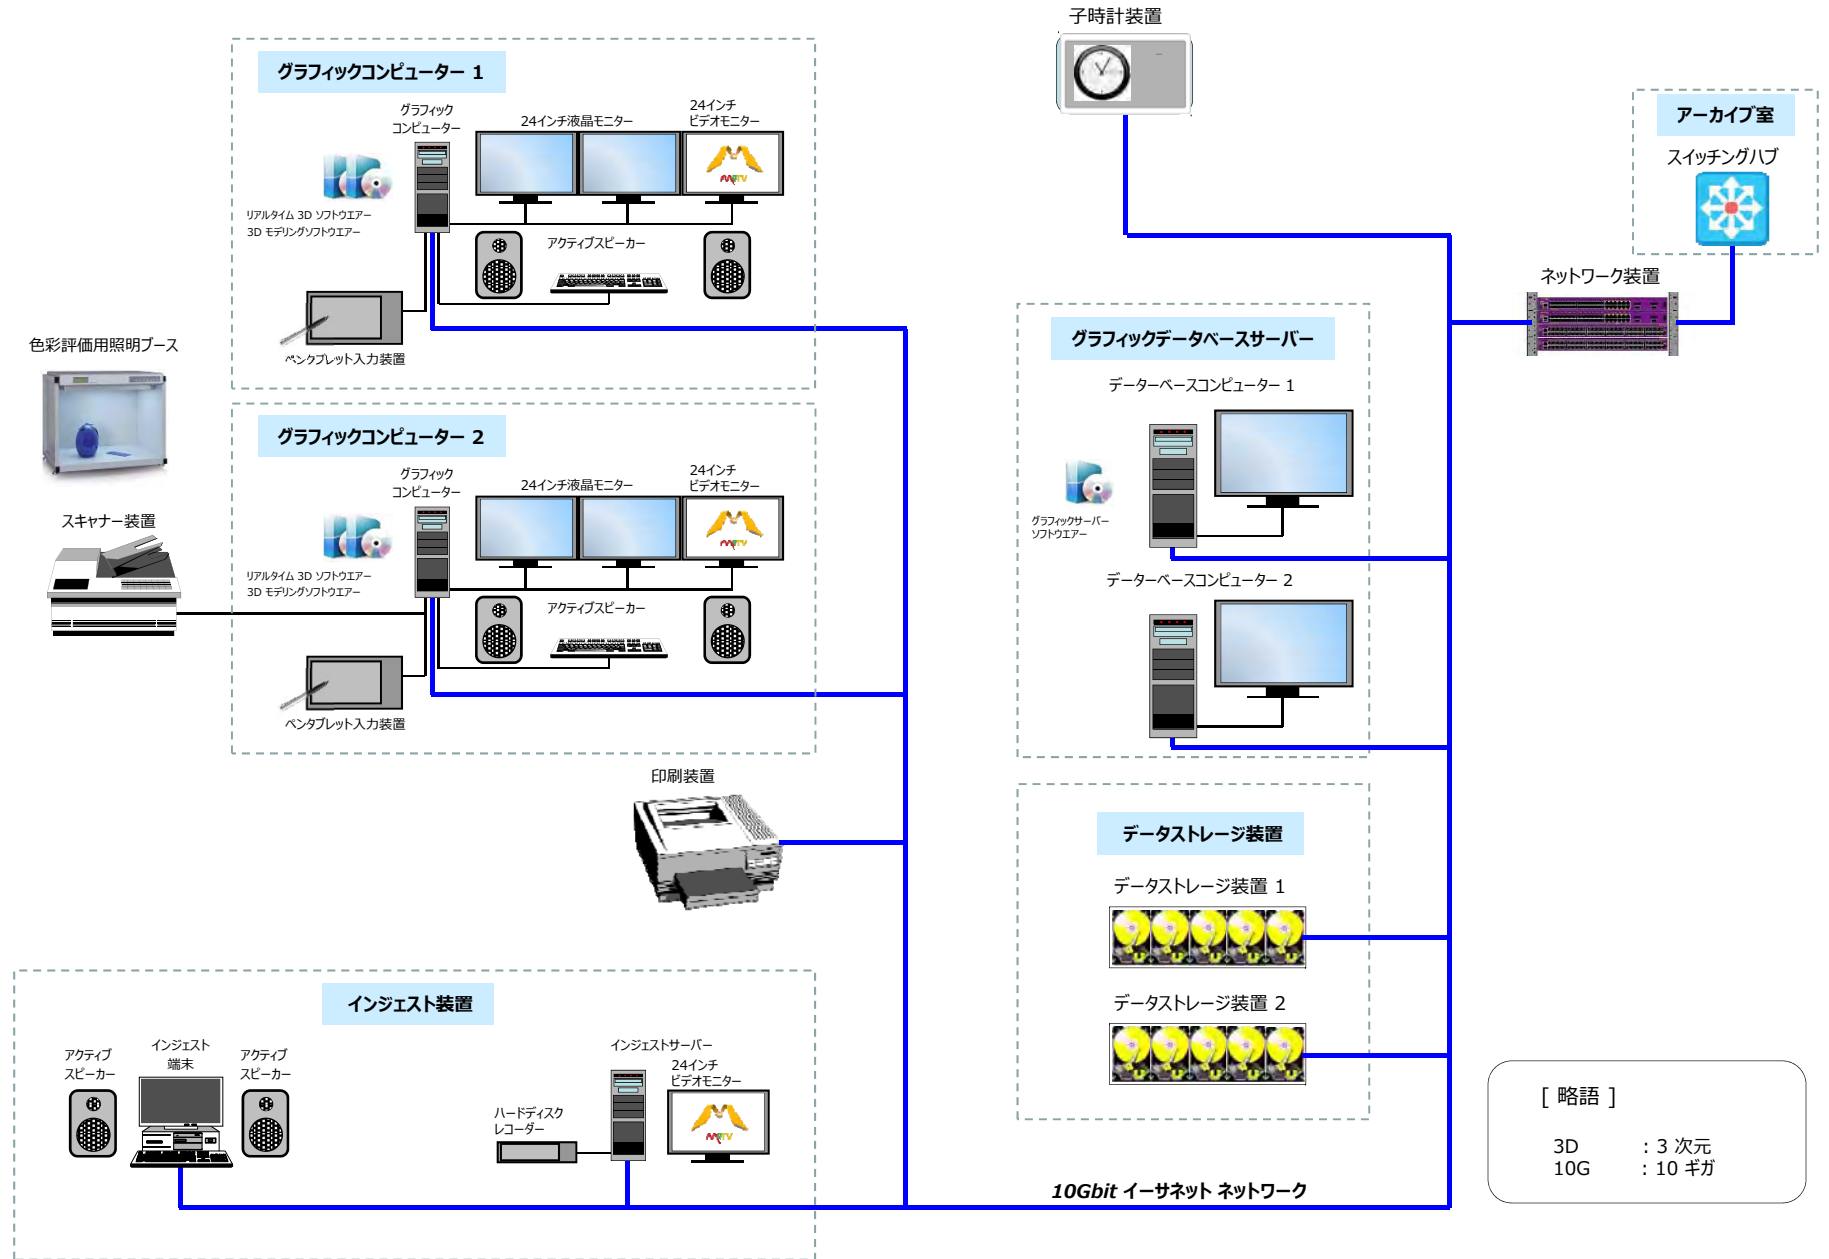 子時計装置
グラフィックコンピューター 1
グラフィック
コンピューター
24インチ液晶モニター
24インチ
ビデオモニター
MRTV
リアルタイム 3D ソフトウエアー
3D モデリングソフトウエアー
アクティブスピーカー
ペンタブレット入力装置
アーカイブ室
スイッチングハブ
ネットワーク装置
色彩評価用照明ブース
グラフィックコンピューター 2
グラフィック
コンピューター
24インチ液晶モニター
24インチ
ビデオモニター
MRTV
リアルタイム 3D ソフトウエアー
3D モデリングソフトウエアー
アクティブスピーカー
ペンタブレット入力装置
スキャナー装置
グラフィックデータベースサーバー
データーベースコンピューター 1
グラフィックサーバー
ソフトウエアー
データーベースコンピューター 2
印刷装置
データストレージ装置
データストレージ装置 1
データストレージ装置 2
インジェスト装置
アクティブ
スピーカー
インジェスト
端末
アクティブ
スピーカー
ハードディスク
レコーダー
インジェストサーバー
24インチ
ビデオモニター
MRTV
10Gbit イーサネット ネットワーク
[ 略語 ]
3D : 3 次元
10G : 10 ギガ